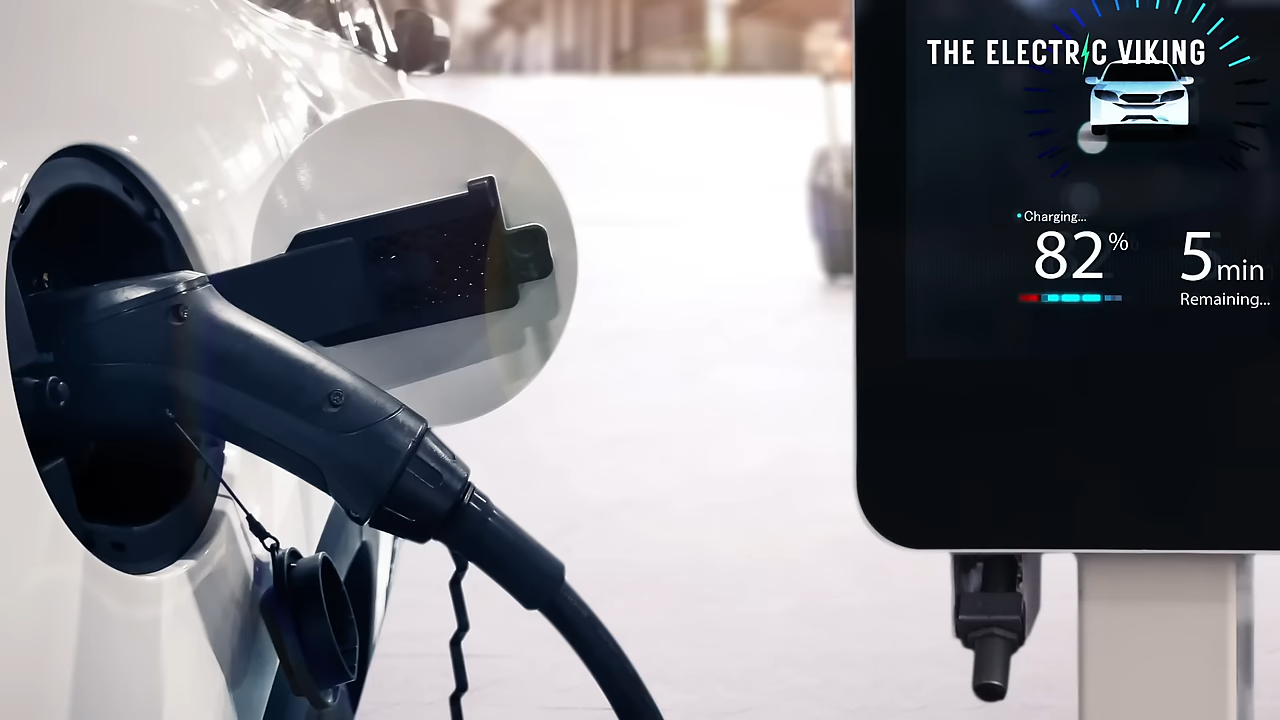 THE ELECTRIC VIKING
Charging...
82%
5min
Remaining...